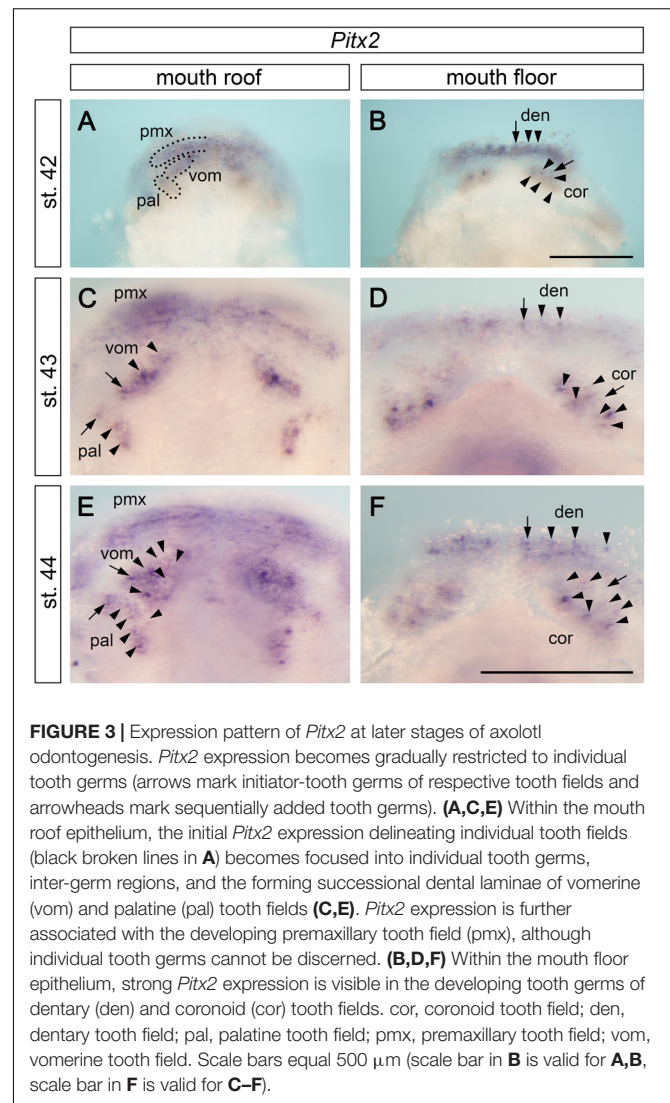 Pitx2
mouth roof
mouth floor
st. 42
A
pmx
vom
pal
B
den
cor
st. 43
C
pmx
vom
pal
D
den
cor
st. 44
E
pmx
vom
pal
F
den
cor
FIGURE 3 | Expression pattern of Pitx2 at later stages of axolotl
odontogenesis. Pitx2 expression becomes gradually restricted to individual
tooth germs (arrows mark initiator-tooth germs of respective tooth fields and
arrowheads mark sequentially added tooth germs). (A,C,E) Within the mouth
roof epithelium, the initial Pitx2 expression delineating individual tooth fields
(black broken lines in A) becomes focused into individual tooth germs,
inter-germ regions, and the forming successional dental laminae of vomerine
(vom) and palatine (pal) tooth fields (C,E). Pitx2 expression is further
associated with the developing premaxillary tooth field (pmx), although
individual tooth germs cannot be discerned. (B,D,F) Within the mouth floor
epithelium, strong Pitx2 expression is visible in the developing tooth germs of
dentary (den) and coronoid (cor) tooth fields. cor, coronoid tooth field; den,
dentary tooth field; pal, palatine tooth field; pmx, premaxillary tooth field; vom,
vomerine tooth field. Scale bars equal 500 μm (scale bar in B is valid for A,B,
scale bar in F is valid for C–F).